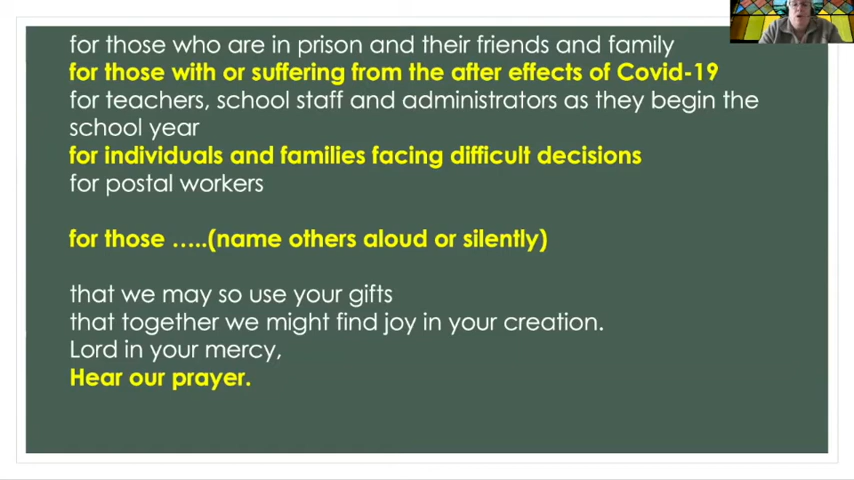 for those who are in prison and their friends and family
for those with or suffering from the after effects of Covid-19
for teachers, school staff and administrators as they begin the
school year
for individuals and families facing difficult decisions
for postal workers
for those …..(name others aloud or silently)
that we may so use your gifts
that together we might find joy in your creation.
Lord in your mercy,
Hear our prayer.